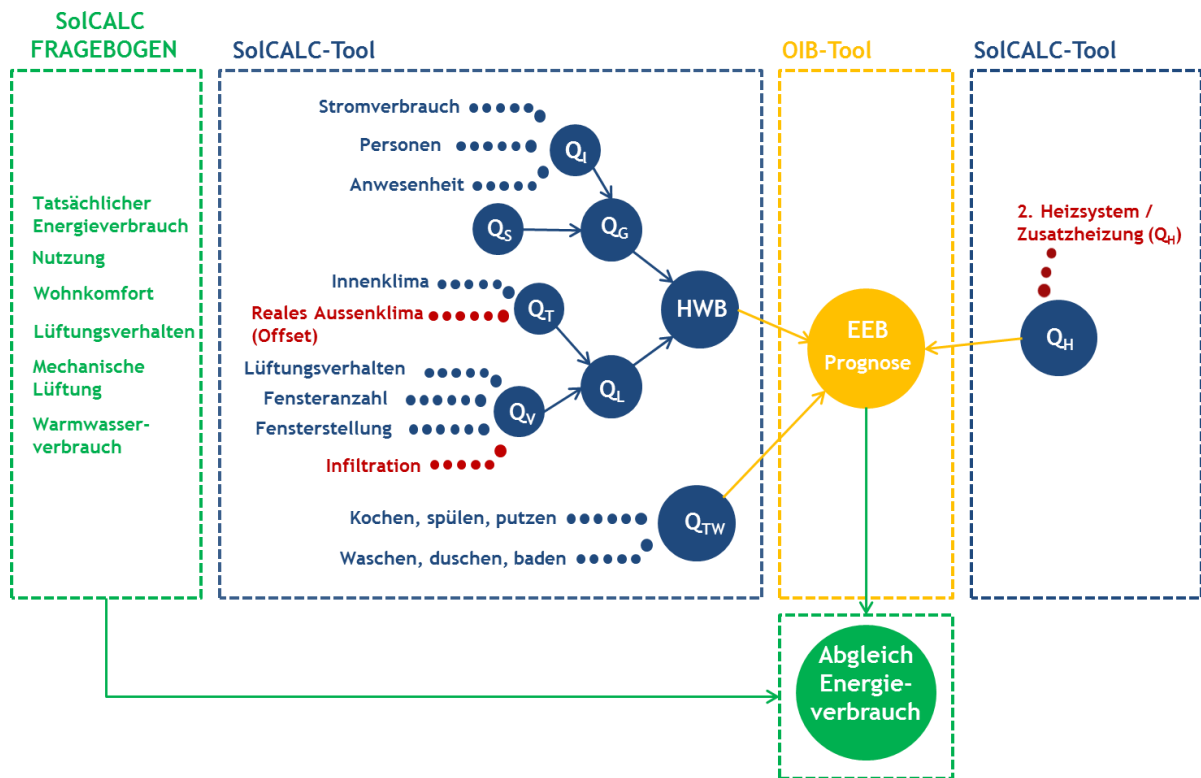 SolCALC
FRAGEBOGEN
Tatsächlicher
Energieverbrauch
Nutzung
Wohnkomfort
Lüftungsverhalten
Mechanische
Lüftung
Warmwasser-
verbrauch
SolCALC-Tool
Stromverbrauch
Personen
Anwesenheit
QI
QS
QG
Innenklima
Reales Aussenklima
(Offset)
QT
HWB
Lüftungsverhalten
Fensteranzahl
Fensterstellung
Infiltration
QV
QL
Kochen, spülen, putzen
Waschen, duschen, baden
QTW
OIB-Tool
EEB
Prognose
SolCALC-Tool
2. Heizsystem /
Zusatzheizung (QH)
QH
Abgleich
Energie-
verbrauch